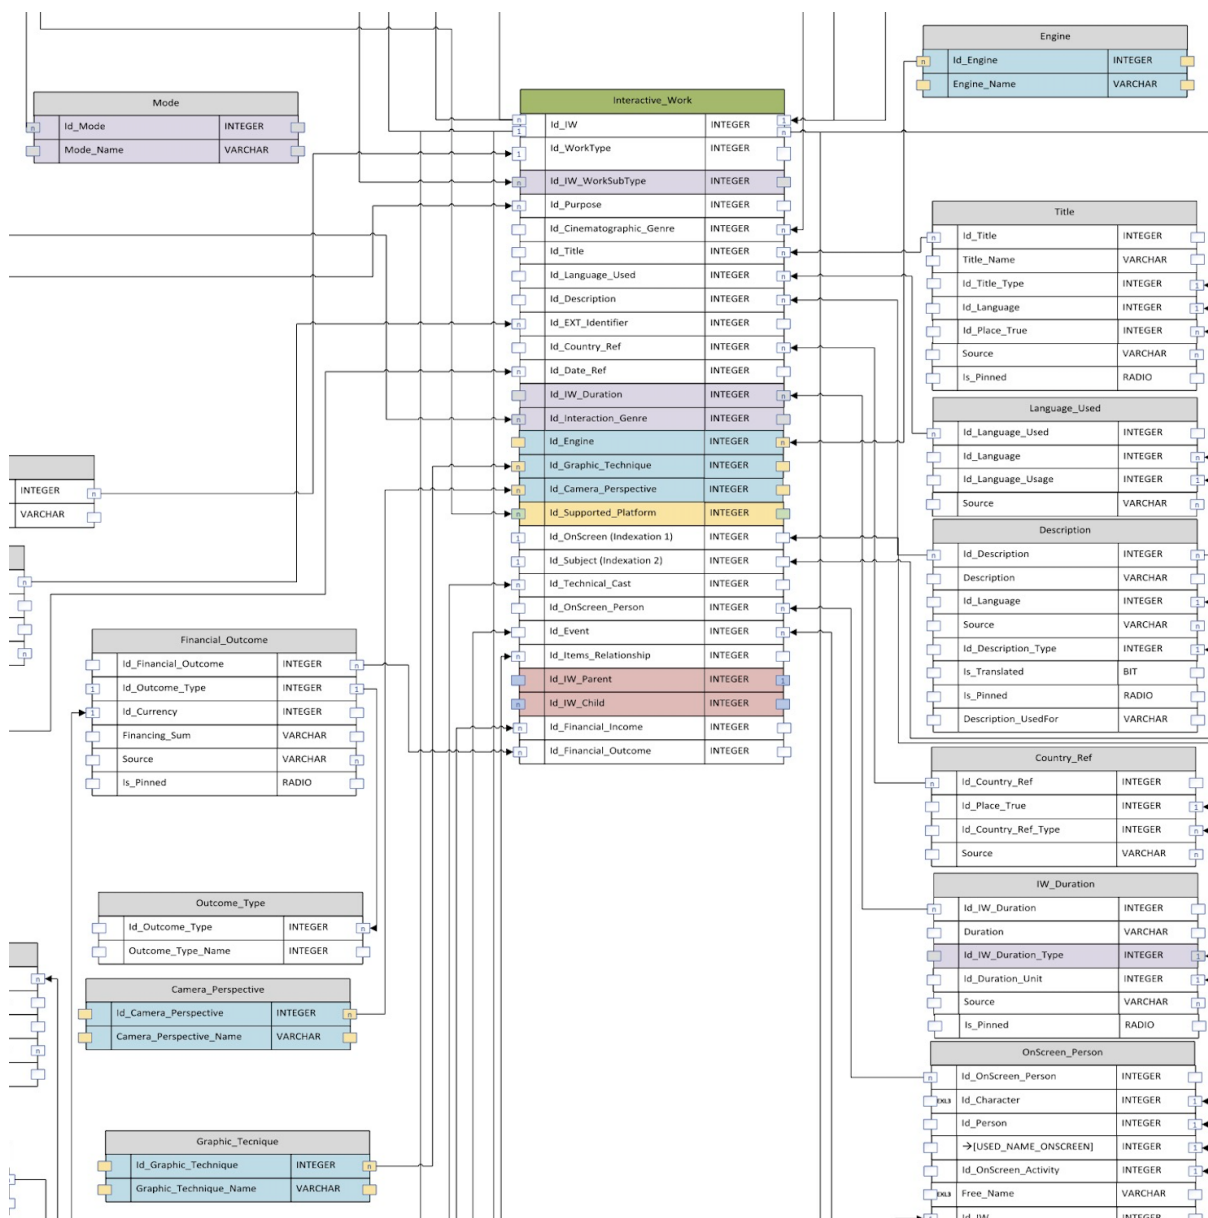 Mode
Id_Mode INTEGER
Mode_Name VARCHAR
INTEGER
VARCHAR
Financial_Outcome
Id_Financial_Outcome INTEGER
Id_Outcome_Type INTEGER
Id_Currency INTEGER
Financing_Sum VARCHAR
Source VARCHAR
Is_Pinned RADIO
Outcome_Type
Id_Outcome_Type INTEGER
Outcome_Type_Name INTEGER
Camera_Perspective
Id_Camera_Perspective INTEGER
Camera_Perspective_Name VARCHAR
Graphic_Tecnique
Id_Graphic_Technique INTEGER
Graphic_Technique_Name VARCHAR
Interactive_Work
Id_IW INTEGER
Id_WorkType INTEGER
Id_IW_WorkSubType INTEGER
Id_Purpose INTEGER
Id_Cinematographic_Genre INTEGER
Id_Title INTEGER
Id_Language_Used INTEGER
Id_Description INTEGER
Id_EXT_Identifier INTEGER
Id_Country_Ref INTEGER
Id_Date_Ref INTEGER
Id_IW_Duration INTEGER
Id_Interaction_Genre INTEGER
Id_Engine INTEGER
Id_Graphic_Technique INTEGER
Id_Camera_Perspective INTEGER
Id_Supported_Platform INTEGER
Id_OnScreen (Indexation 1) INTEGER
Id_Subject (Indexation 2) INTEGER
Id_Technical_Cast INTEGER
Id_OnScreen_Person INTEGER
Id_Event INTEGER
Id_Items_Relationship INTEGER
Id_IW_Parent INTEGER
Id_IW_Child INTEGER
Id_Financial_Income INTEGER
Id_Financial_Outcome INTEGER
Engine
Id_Engine INTEGER
Engine_Name VARCHAR
Title
Id_Title INTEGER
Title_Name VARCHAR
Id_Title_Type INTEGER
Id_Language INTEGER
Id_Place_True INTEGER
Source VARCHAR
Is_Pinned RADIO
Language_Used
Id_Language_Used INTEGER
Id_Language INTEGER
Id_Language_Usage INTEGER
Source VARCHAR
Description
Id_Description INTEGER
Description VARCHAR
Id_Language INTEGER
Source VARCHAR
Id_Description_Type INTEGER
Is_Translated BIT
Is_Pinned RADIO
Description_UsedFor VARCHAR
Country_Ref
Id_Country_Ref INTEGER
Id_Place_True INTEGER
Id_Country_Ref_Type INTEGER
Source VARCHAR
IW_Duration
Id_IW_Duration INTEGER
Duration VARCHAR
Id_IW_Duration_Type INTEGER
Id_Duration_Unit INTEGER
Source VARCHAR
Is_Pinned RADIO
OnScreen_Person
Id_OnScreen_Person INTEGER
Id_Character INTEGER
Id_Person INTEGER
→[USED_NAME_ONSCREEN] INTEGER
Id_OnScreen_Activity INTEGER
Free_Name VARCHAR
Id_IW INTEGER